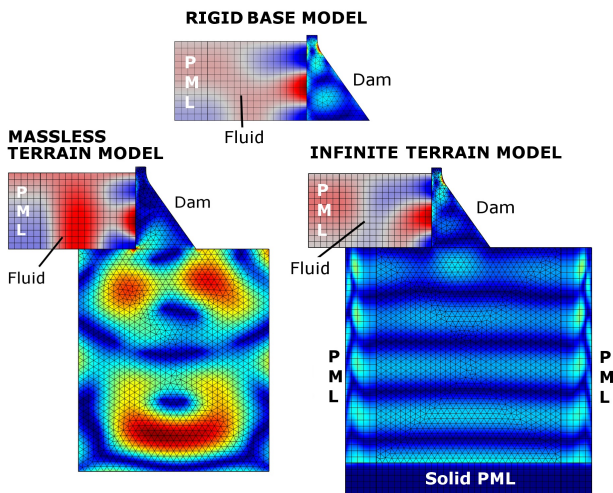 RIGID BASE MODEL
P
M
L
Dam
Fluid
MASSLESS
TERRAIN MODEL
P
M
L
Dam
Fluid
INFINITE TERRAIN MODEL
P
M
L
Dam
Fluid
P
M
L
P
M
L
Solid PML